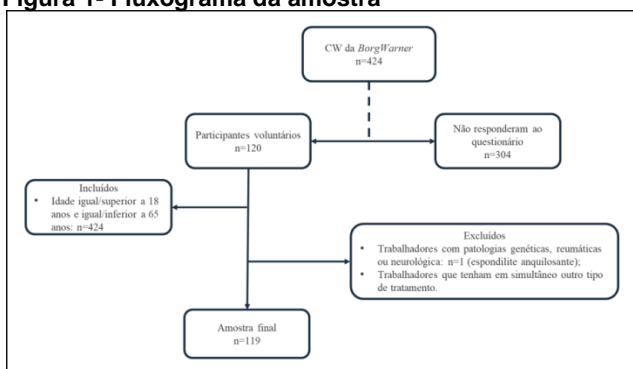 Figura 1- Fluxograma da amostra
CW da BorgWarner
n=424
Participantes voluntários
n=120
Não responderam ao
questionário
n=304
Incluídos
• Idade igual/superior a 18
anos e igual/inferior a 65
anos: n=424
Excluídos
• Trabalhadores com patologias genéticas, reumáticas
ou neurológica: n=1 (espondilite anquilosante);
• Trabalhadores que tenham em simultâneo outro tipo
de tratamento.
Amostra final
n=119